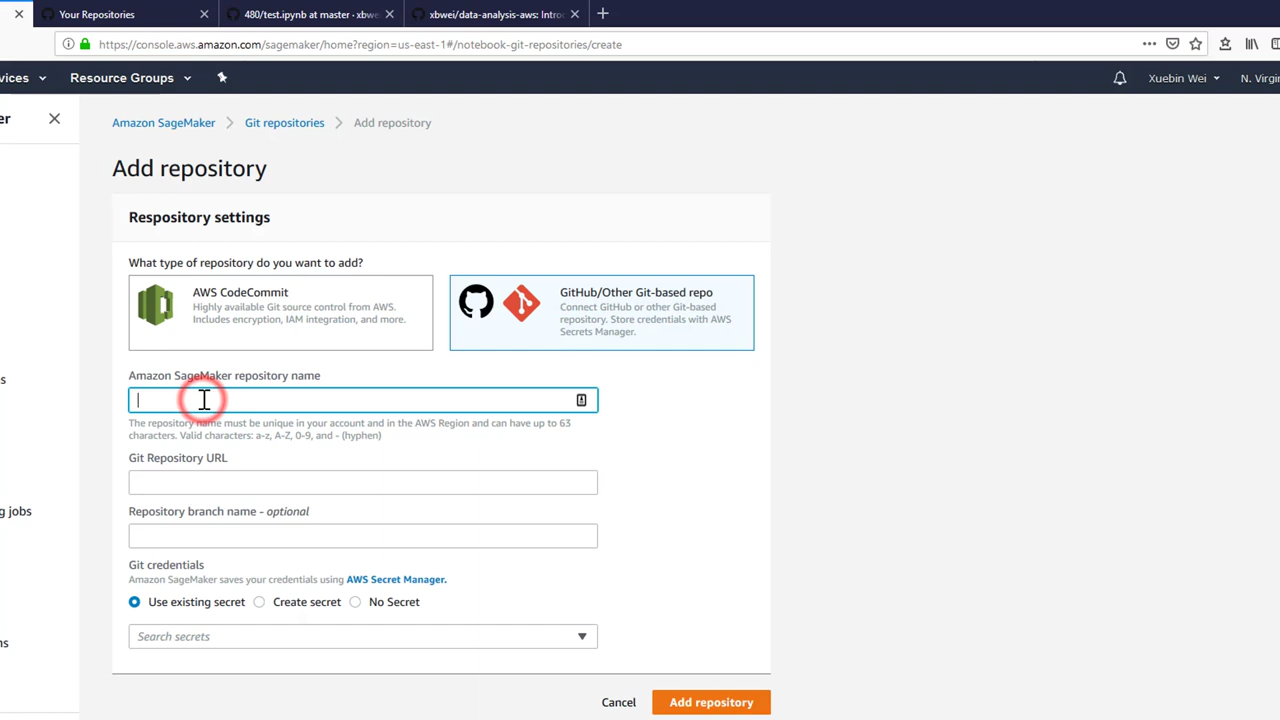 Your Repositories
480/test.ipynb at master · xbwe
xbwei/data-analysis-aws: Intro
https://console.aws.amazon.com/sagemaker/home?region=us-east-1#/notebook-git-repositories/create
vices Resource Groups Xuebin Wei N. Virgi
er
Amazon SageMaker Git repositories Add repository
Add repository
Respository settings
What type of repository do you want to add?
AWS CodeCommit
Highly available Git source control from AWS.
Includes encryption, IAM integration, and more.
GitHub/Other Git-based repo
Connect GitHub or other Git-based
repository. Store credentials with AWS
Secrets Manager.
Amazon SageMaker repository name
The repository name must be unique in your account and in the AWS Region and can have up to 63
characters. Valid characters: a-z, A-Z, 0-9, and - (hyphen)
Git Repository URL
Repository branch name - optional
Git credentials
Amazon SageMaker saves your credentials using AWS Secret Manager.
Use existing secret Create secret No Secret
Search secrets
Cancel Add repository
s
g jobs
ns